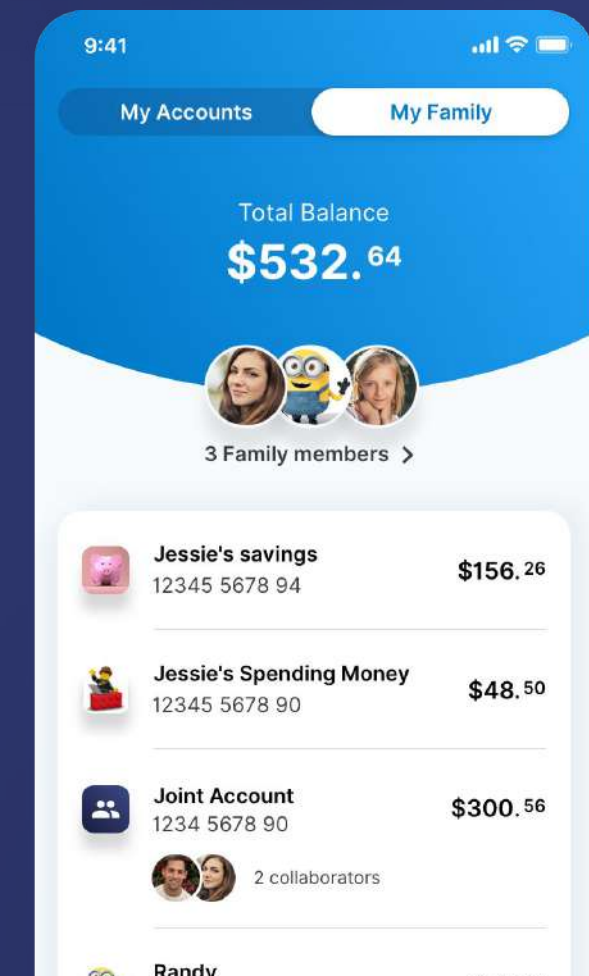 9:41
My Accounts
My Family
Total Balance
$532.64
3 Family members
Jessie's savings
$156.26
12345 5678 94
Jessie's Spending Money
$48.50
12345 5678 90
Joint Account
$300.56
1234 5678 90
2 collaborators
Randy